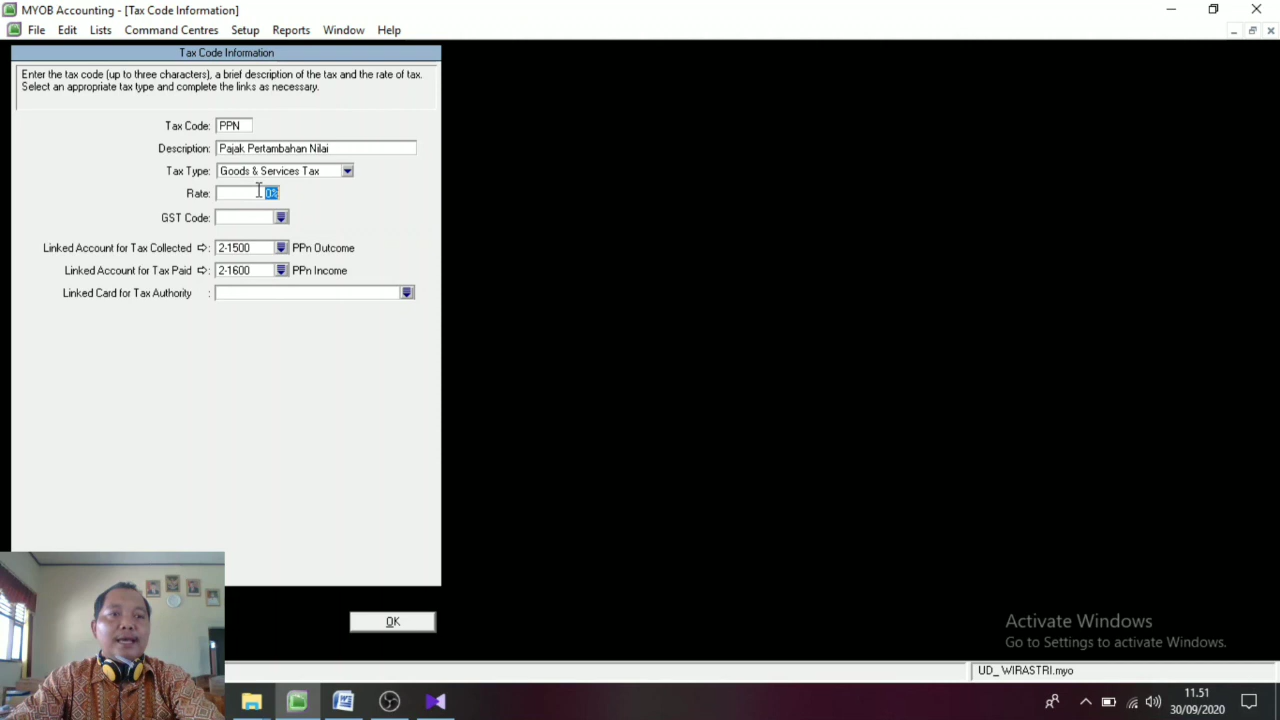 MYOB Accounting - [Tax Code Information]
File Edit Lists Command Centres Setup Reports Window Help
Tax Code Information
Enter the tax code (up to three characters), a brief description of the tax and the rate of tax.
Select an appropriate tax type and complete the links as necessary.
Tax Code: PPN
Description: Pajak Pertambahan Nilai
Tax Type: Goods & Services Tax
Rate: 0%
GST Code:
Linked Account for Tax Collected : 2-1500 PPn Outcome
Linked Account for Tax Paid : 2-1600 PPn Income
Linked Card for Tax Authority :
OK
Activate Windows
Go to Settings to activate Windows.
UD_ WIRASTRI.myo
11.51
30/09/2020